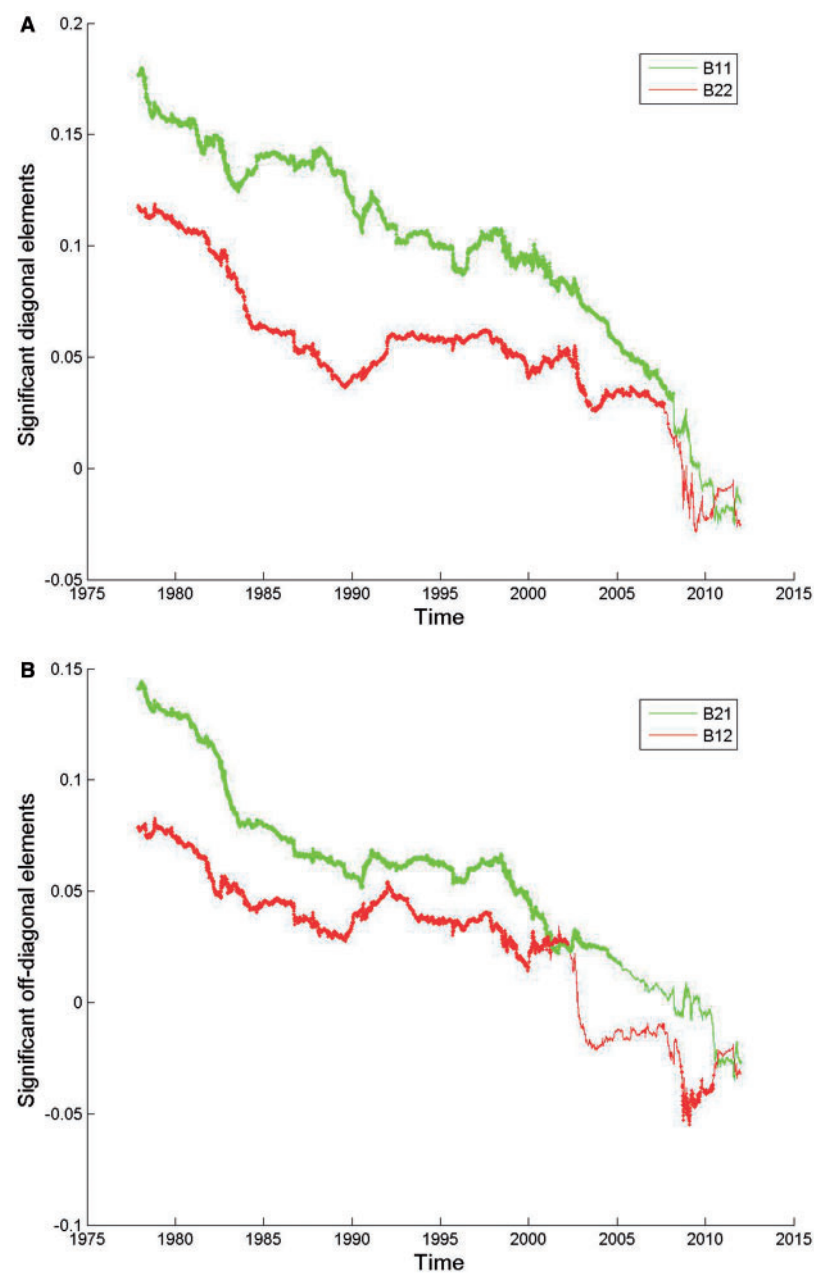 A
Significant diagonal elements
0.2
0.15
0.1
0.05
0
-0.05
B11
B22
1975 1980 1985 1990 1995 2000 2005 2010 2015
Time
B
Significant off-diagonal elements
0.15
0.1
0.05
0
-0.05
-0.1
B21
B12
1975 1980 1985 1990 1995 2000 2005 2010 2015
Time